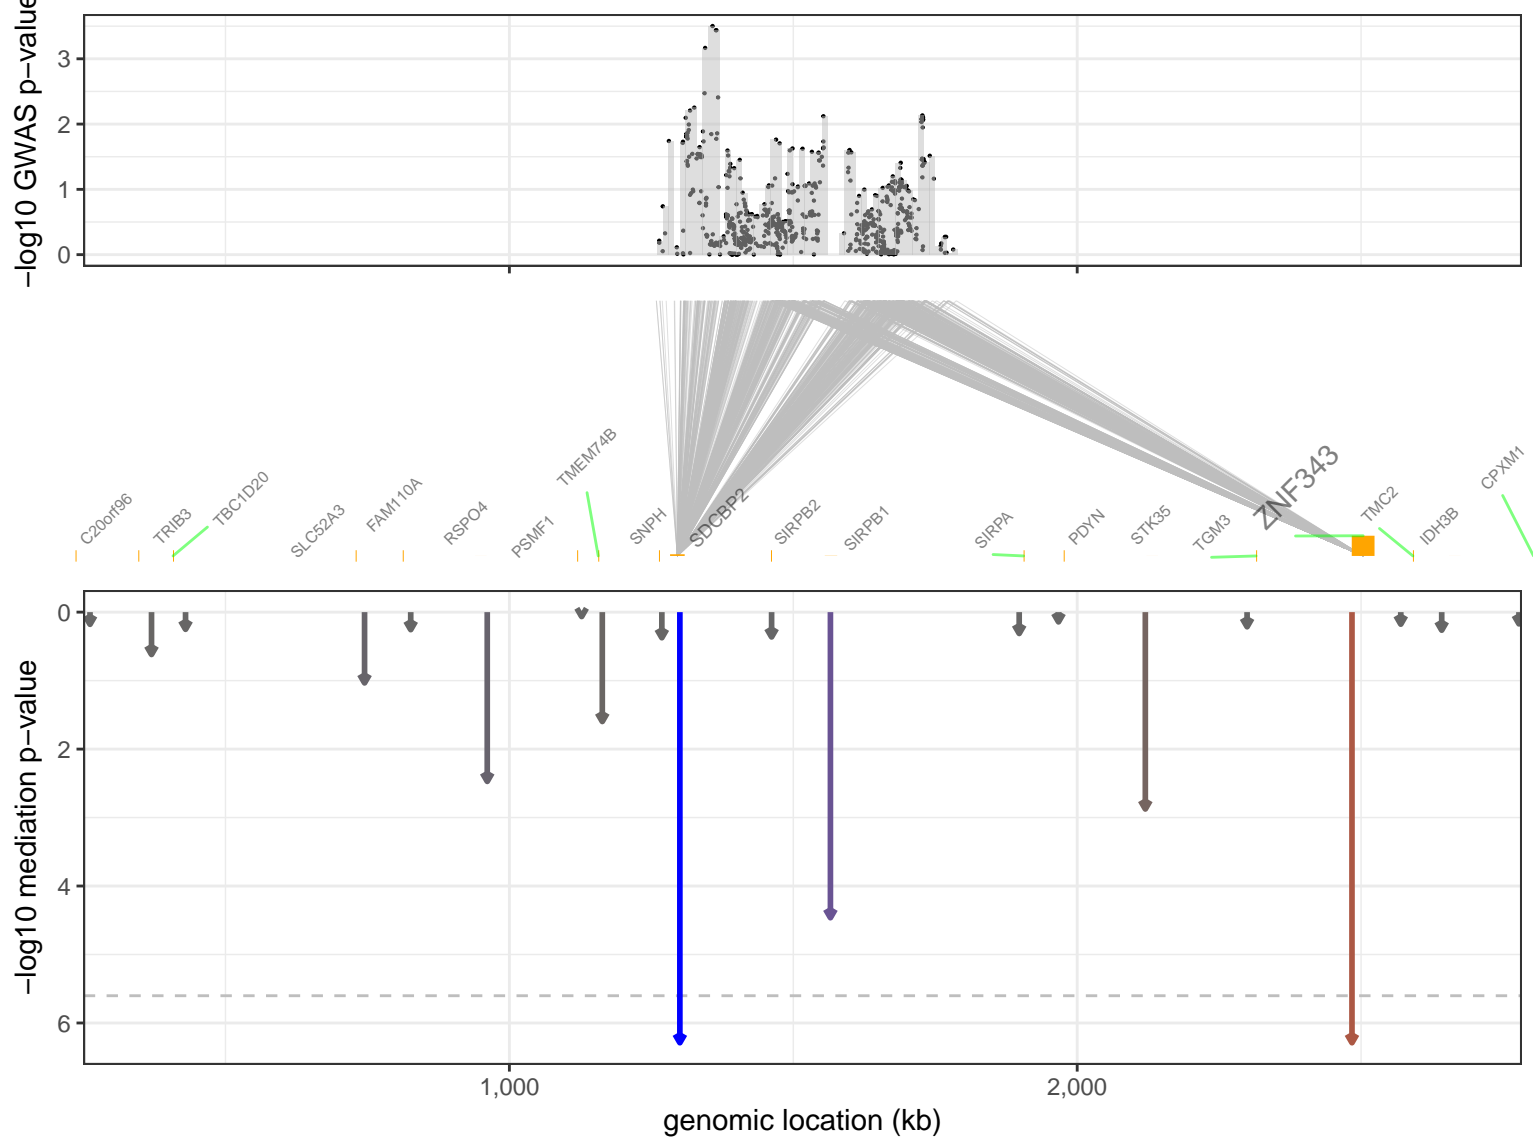 −log10 GWAS p−value
3
2
1
0
C20orf96
TRIB3
TBC1D20
SLC52A3
FAM110A
RSPO4
PSMF1
TMEM74B
SNPH
SDCBP2
SIRPB2
SIRPB1
SIRPA
PDYN
STK35
TGM3
ZNF343
TMC2
IDH3B
CPXM1
−log10 mediation p−value
0
2
4
6
1,000
2,000
genomic location (kb)